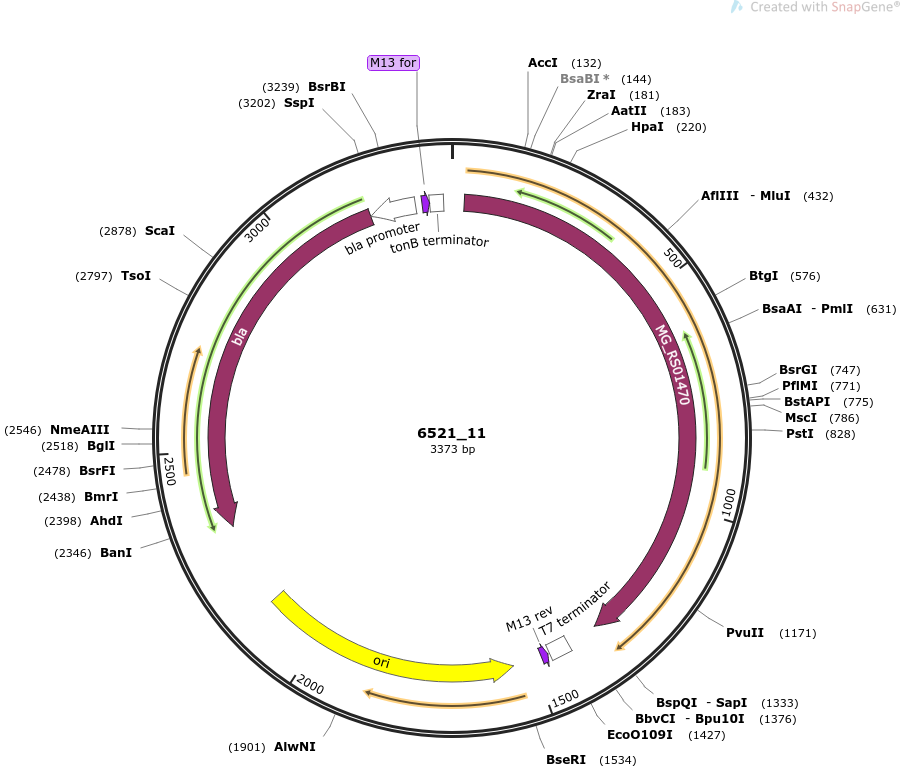 Created with SnapGene®
M13 for
(3239) BsrBI
(3202) SspI
AccI (132)
BsaBI * (144)
ZraI (181)
AatII (183)
HpaI (220)
AflIII - MluI (432)
BtgI (576)
BsaAI - PmlI (631)
BsrGI (747)
PflMI (771)
BstAPI (775)
MscI (786)
PstI (828)
PvuII (1171)
BspQI - SapI (1333)
BbvCI - Bpu10I (1376)
EcoO109I (1427)
BseRI (1534)
(1901) AlwNI
(2346) BanI
(2398) AhdI
(2438) BmrI
(2478) BsrFI
(2518) BglI
(2546) NmeAIII
(2797) TsoI
(2878) ScaI
500
1000
1500
2000
2500
3000
bla promoter
tonB terminator
MG_RS01470
bla
6521_11
3373 bp
M13 rev
T7 terminator
ori